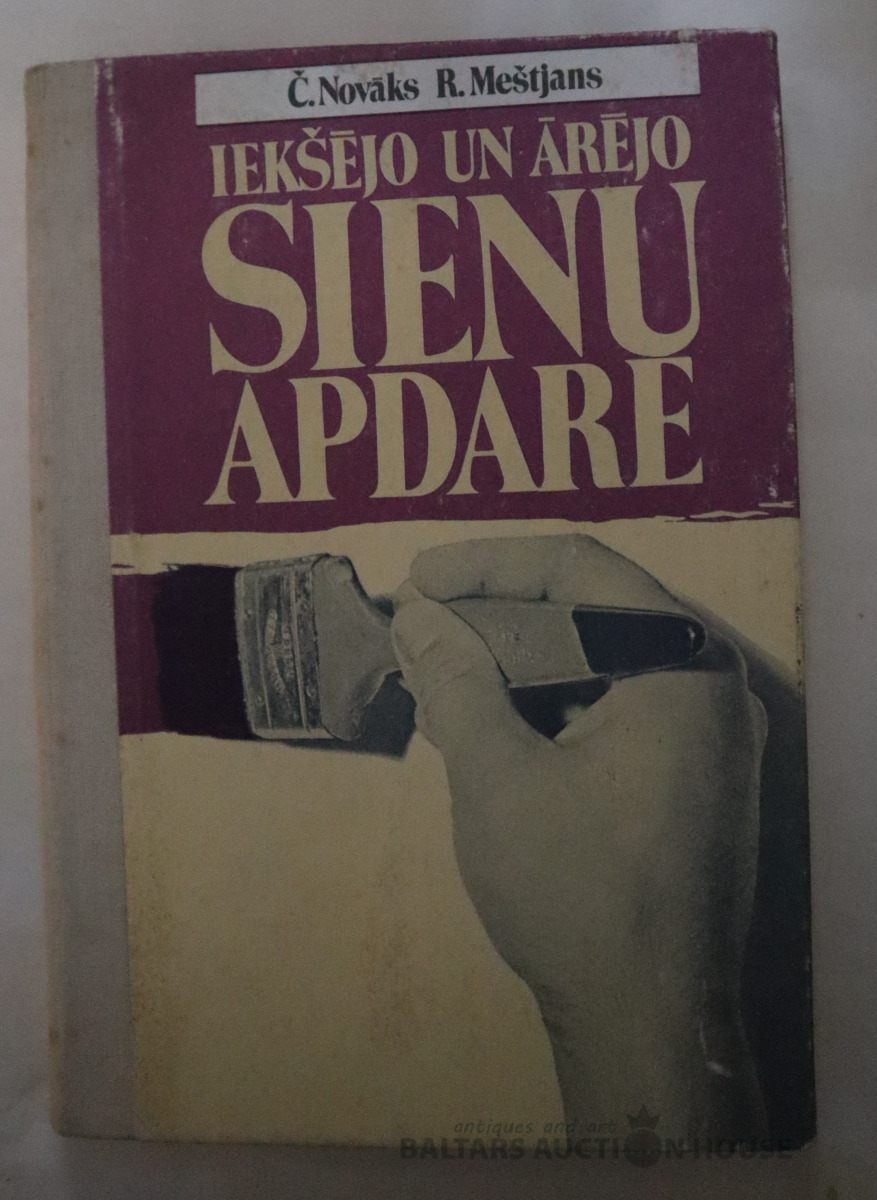 Č. Novāks R. Meštjans
IEKŠĒJO UN ĀRĒJO
SIENU
APDARE
antiques and art
BALTARS AUCTION HOUSE